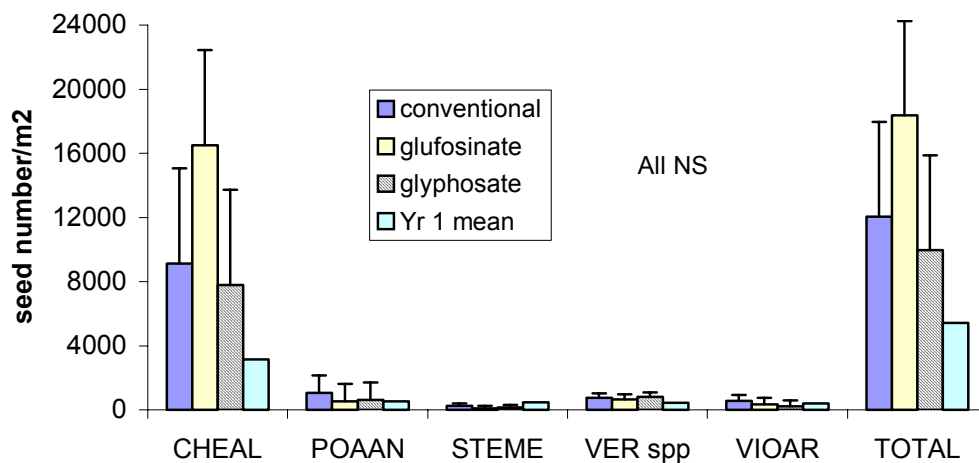 24000
20000
16000
12000
8000
4000
0
seed number/m2
conventional
glufosinate
glyphosate
Yr 1 mean
All NS
CHEAL POAAN STEME VER spp VIOAR TOTAL